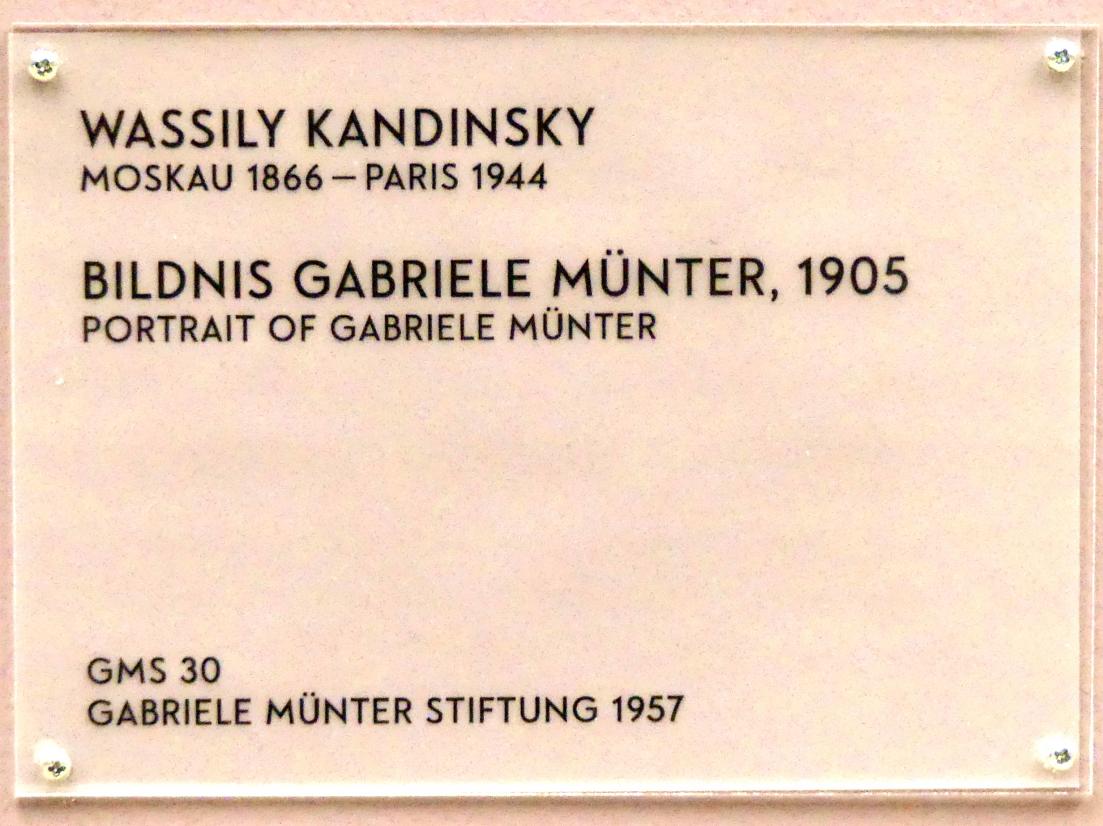 WASSILY KANDINSKY
MOSKAU 1866 – PARIS 1944
BILDNIS GABRIELE MÜNTER, 1905
PORTRAIT OF GABRIELE MÜNTER
GMS 30
GABRIELE MÜNTER STIFTUNG 1957